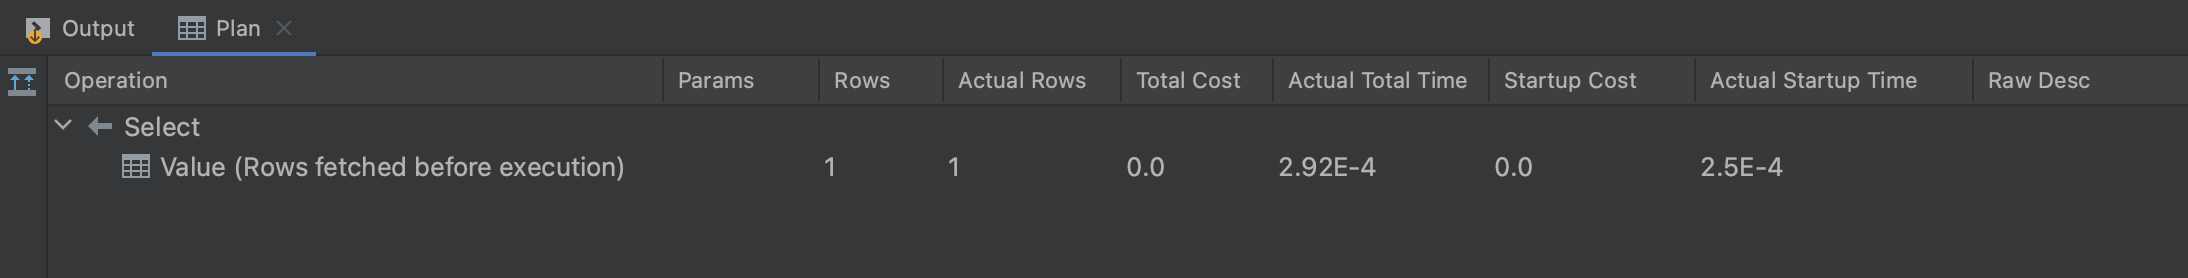 Output Plan
Operation Params Rows Actual Rows Total Cost Actual Total Time Startup Cost Actual Startup Time Raw Desc
Select
Value (Rows fetched before execution) 1 1 0.0 2.92E-4 0.0 2.5E-4